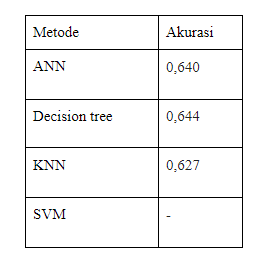 Metode Akurasi
ANN 0,640
Decision tree 0,644
KNN 0,627
SVM -